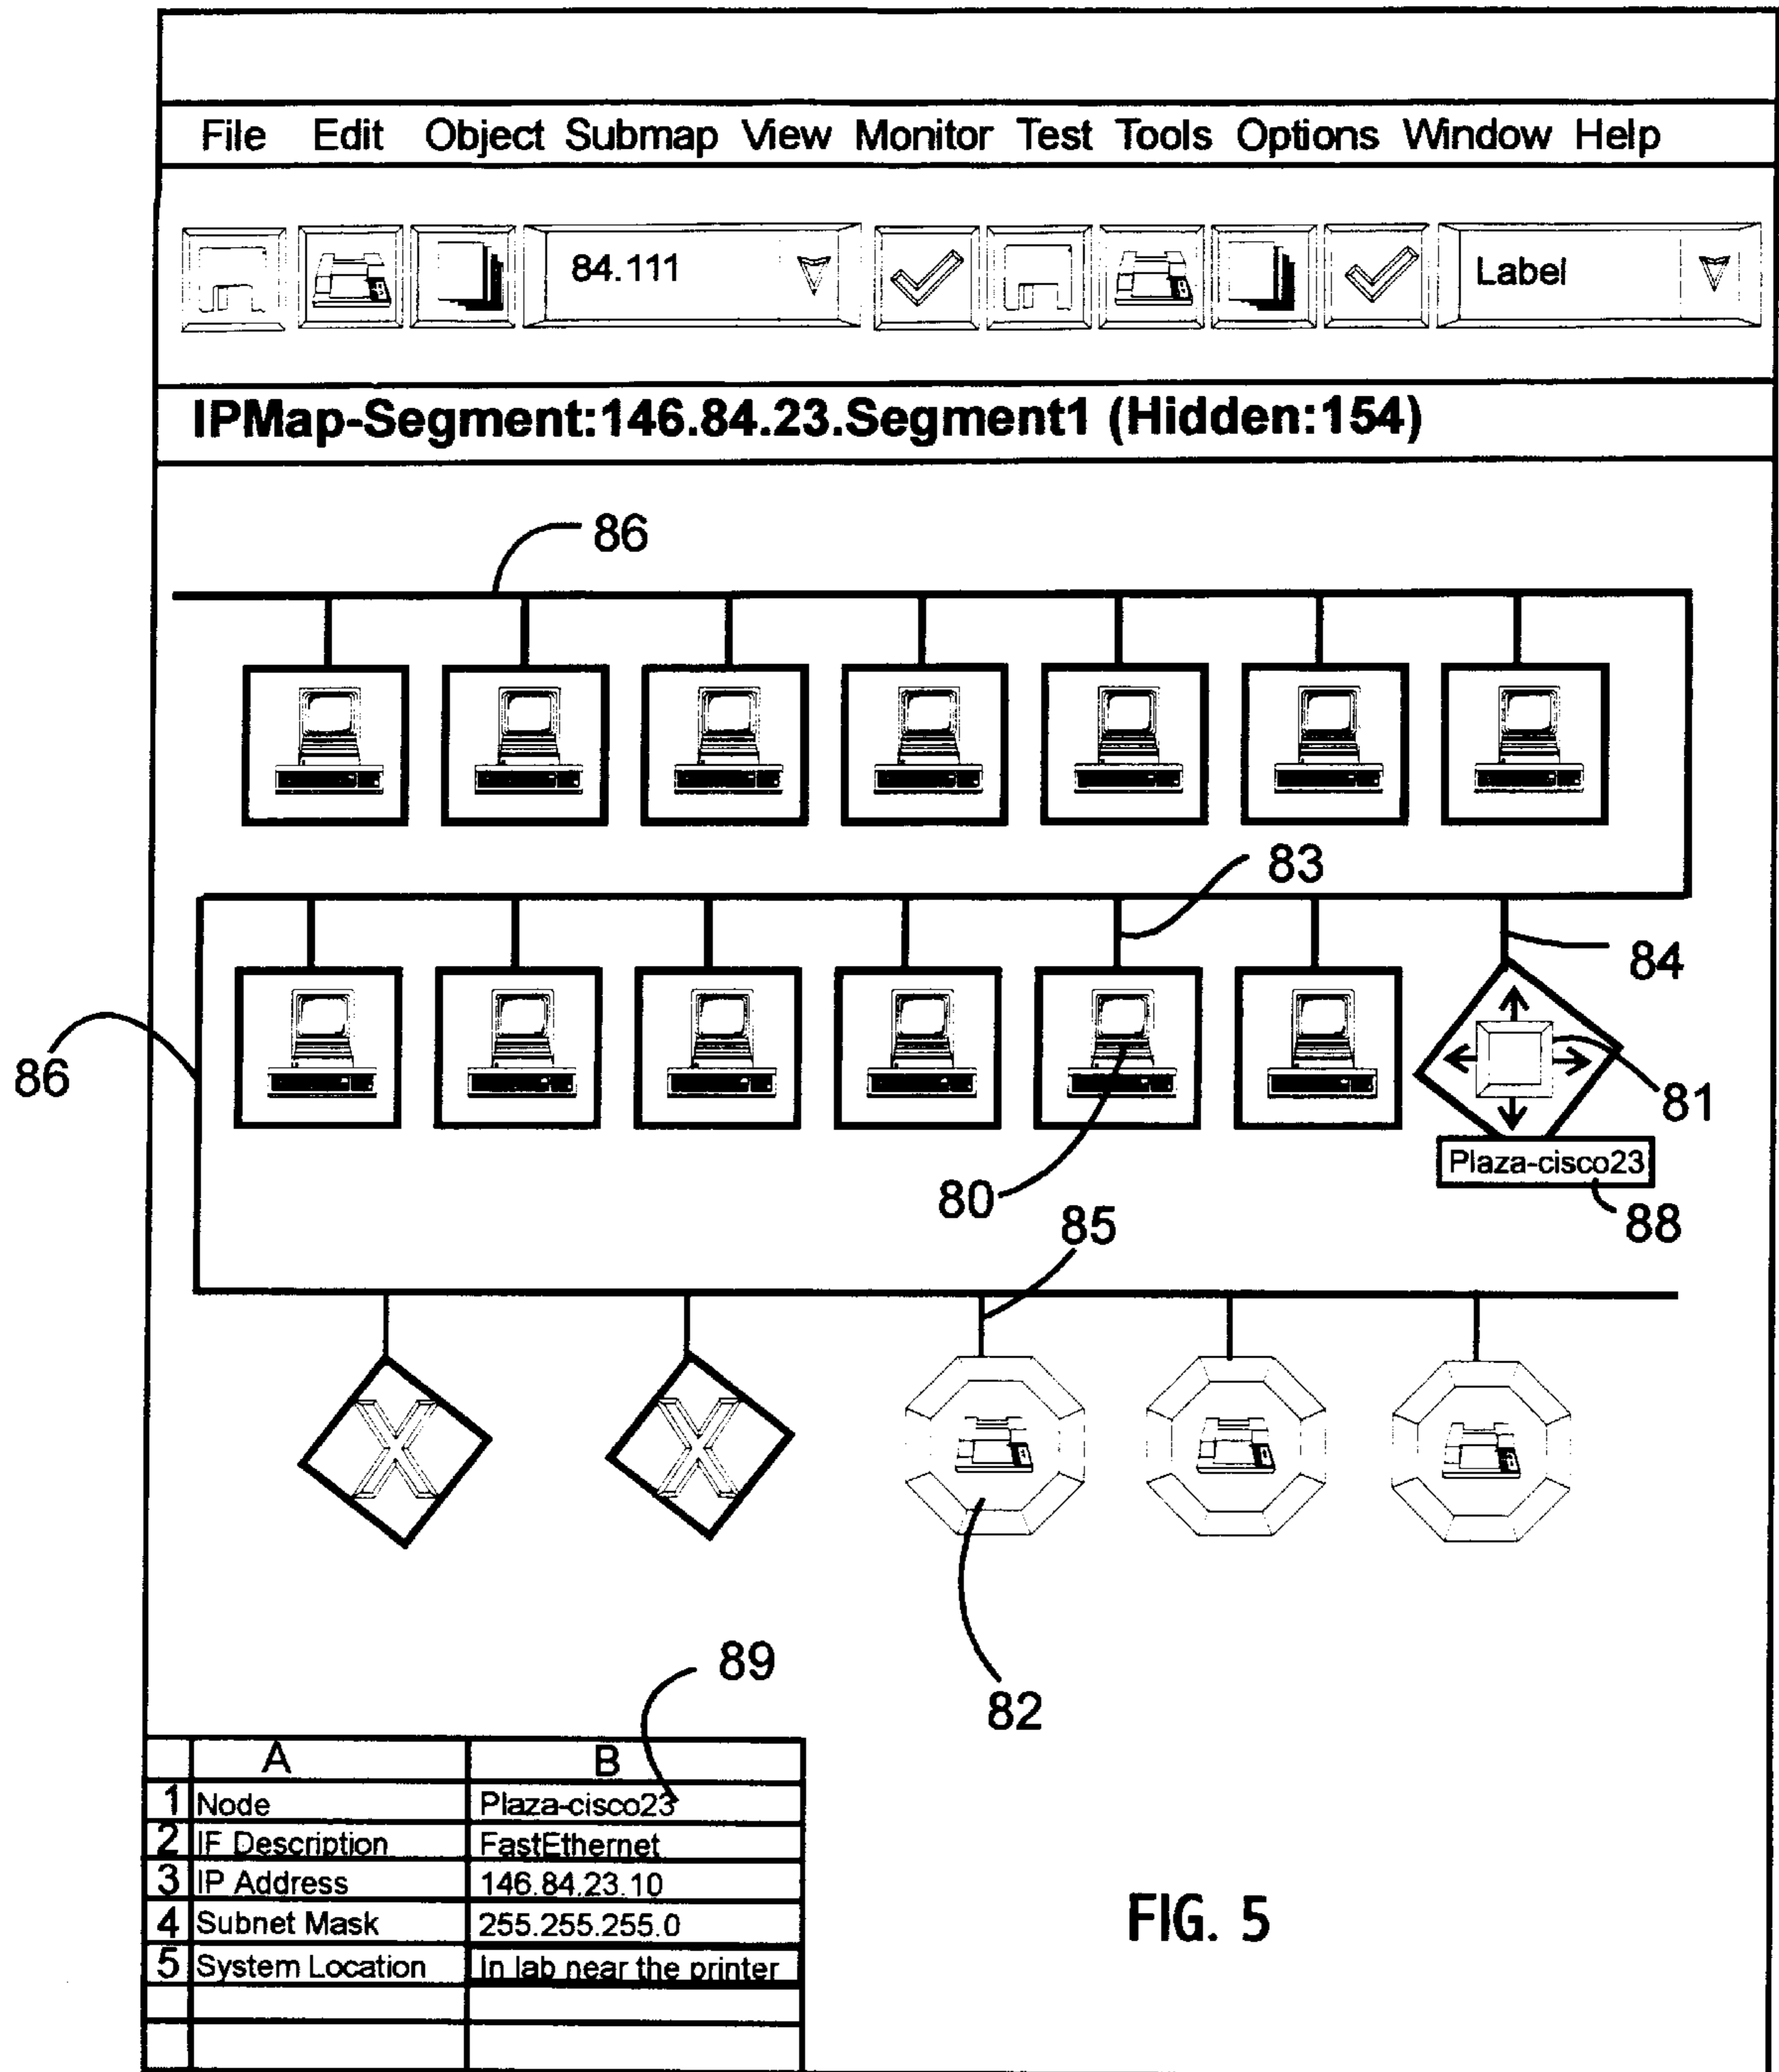 File Edit Object Submap View Monitor Test Tools Options Window Help
84.111 Label
IPMap-Segment:146.84.23.Segment1 (Hidden:154)
86
83
84
86
81
80
Plaza-cisco23
88
85
82
89
A B
1 Node Plaza-cisco23
2 IF Description FastEthernet
3 IP Address 146.84.23.10
4 Subnet Mask 255.255.255.0
5 System Location In lab near the printer
FIG. 5